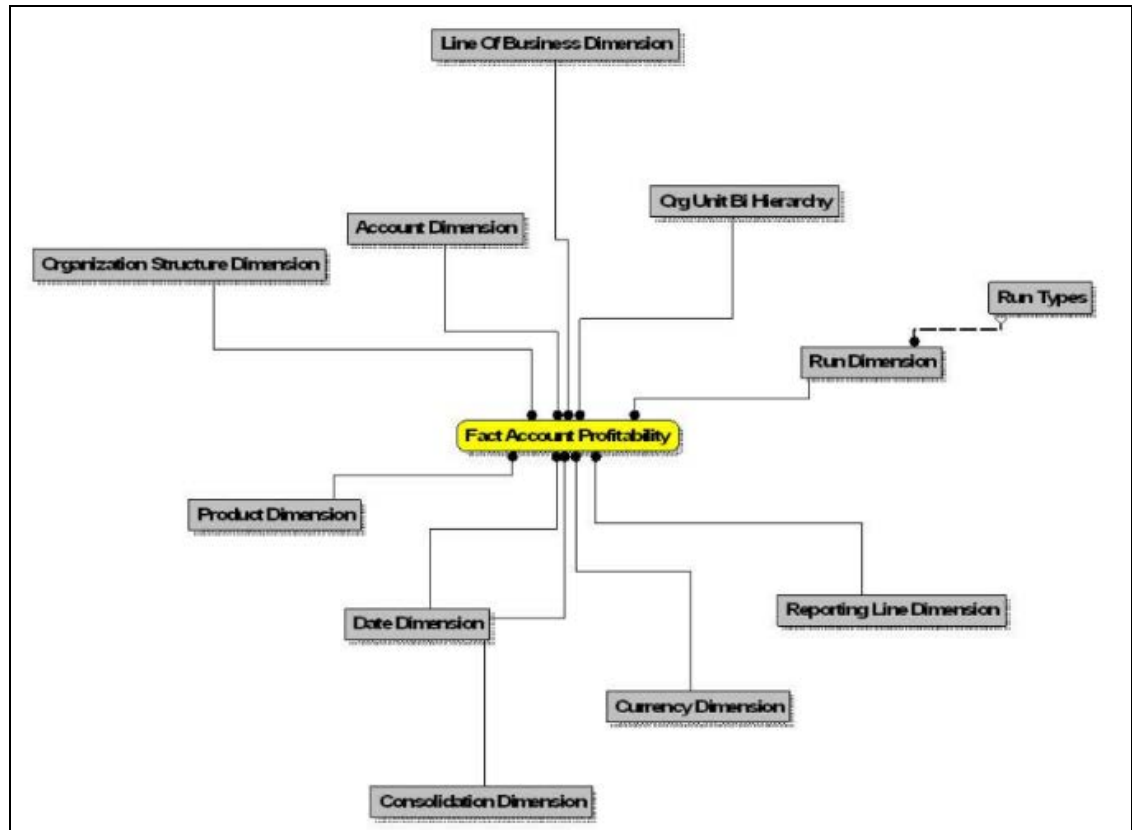 Line Of Business Dimension
Org Unit Bi Hierarchy
Account Dimension
Organization Structure Dimension
Run Types
Run Dimension
Fact Account Profitability
Product Dimension
Reporting Line Dimension
Date Dimension
Currency Dimension
Consolidation Dimension